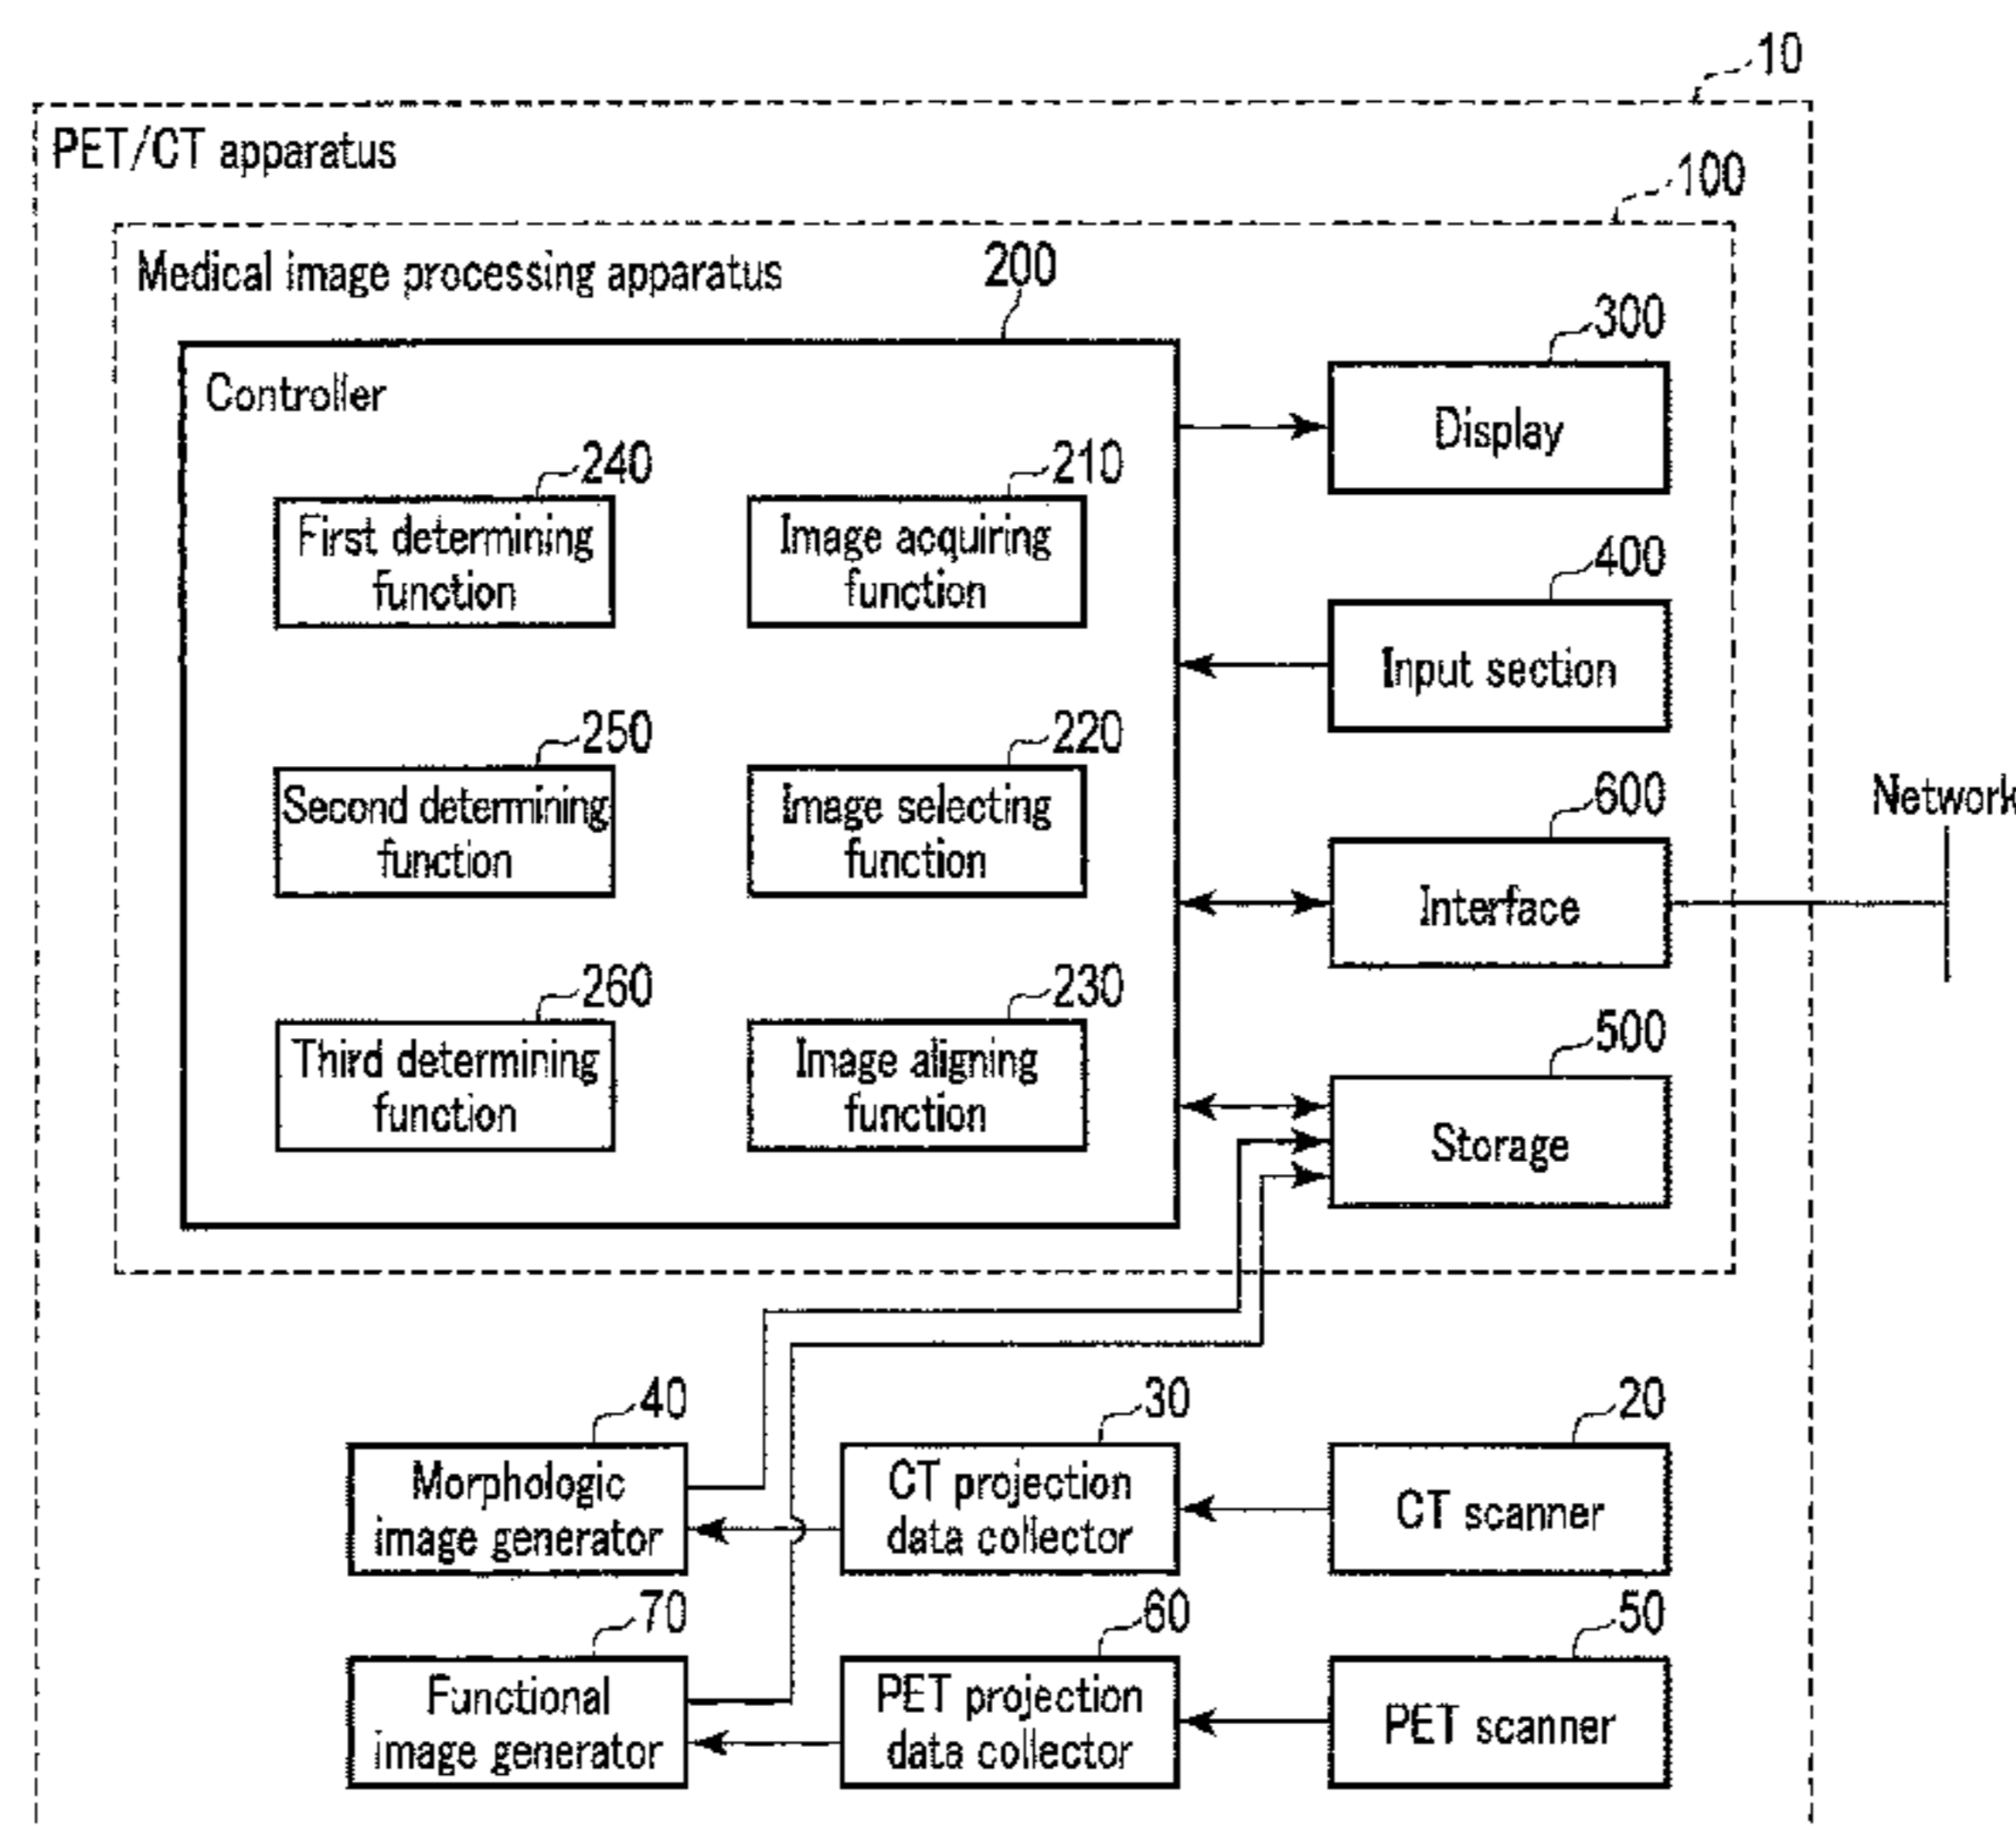 10
PET/CT apparatus
100
Medical image processing apparatus
200
Controller
300
Display
240
First determining
function
210
Image acquiring
function
400
Input section
250
Second determining
function
220
Image selecting
function
600
Interface
Network
260
Third determining
function
230
Image aligning
function
500
Storage
40
Morphologic
image generator
30
CT projection
data collector
20
CT scanner
70
Functional
image generator
60
PET projection
data collector
50
PET scanner